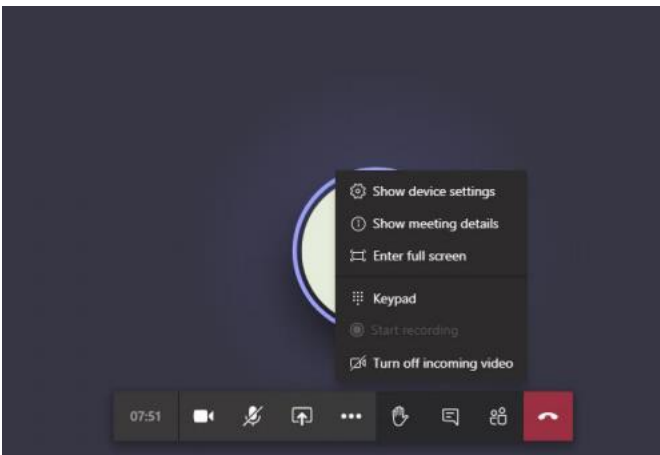 Show device settings
Show meeting details
Enter full screen
Keypad
Start recording
Turn off incoming video
07:51